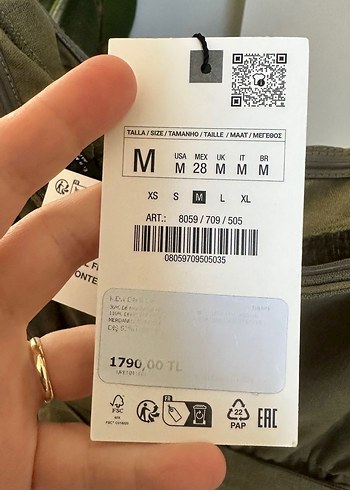 TALLA / SIZE / TAMANHO / TAILLE / MAAT / ΜΕΓΕΘΟΣ
M
USA MEX UK IT BR
M 28 M M M
XS S M L XL
ART.: 8059 / 709 / 505
08059709505035
1790,00 TL
FSC
FR
22
PAP
EAC